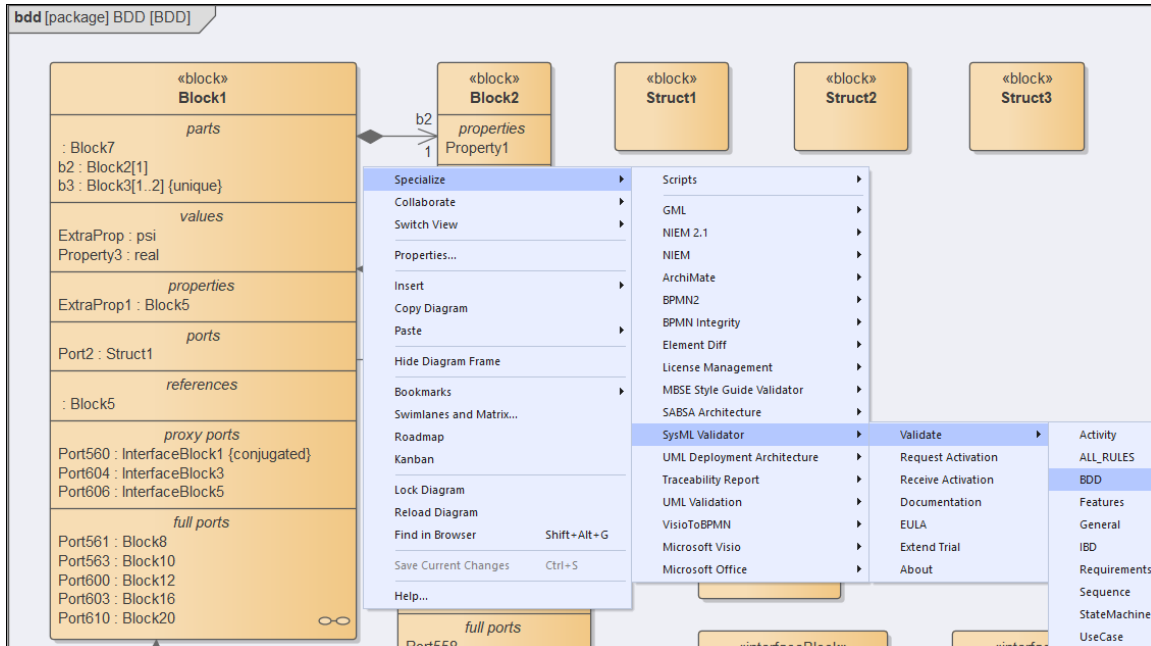 bdd [package] BDD [BDD]
«block»
Block1
parts
: Block7
b2 : Block2[1]
b3 : Block3[1..2] {unique}
values
ExtraProp : psi
Property3 : real
properties
ExtraProp1 : Block5
ports
Port2 : Struct1
references
: Block5
proxy ports
Port560 : InterfaceBlock1 {conjugated}
Port604 : InterfaceBlock3
Port606 : InterfaceBlock5
full ports
Port561 : Block8
Port563 : Block10
Port600 : Block12
Port603 : Block16
Port610 : Block20
b2
1
«block»
Block2
properties
Property1
«block»
Struct1
«block»
Struct2
«block»
Struct3
Specialize
Collaborate
Switch View
Properties...
Insert
Copy Diagram
Paste
Hide Diagram Frame
Bookmarks
Swimlanes and Matrix...
Roadmap
Kanban
Lock Diagram
Reload Diagram
Find in Browser Shift+Alt+G
Save Current Changes Ctrl+S
Help...
Scripts
GML
NIEM 2.1
NIEM
ArchiMate
BPMN2
BPMN Integrity
Element Diff
License Management
MBSE Style Guide Validator
SABSA Architecture
SysML Validator
UML Deployment Architecture
Traceability Report
UML Validation
VisioToBPMN
Microsoft Visio
Microsoft Office
Validate
Request Activation
Receive Activation
Documentation
EULA
Extend Trial
About
Activity
ALL_RULES
BDD
Features
General
IBD
Requirements
Sequence
StateMachine
UseCase
full ports